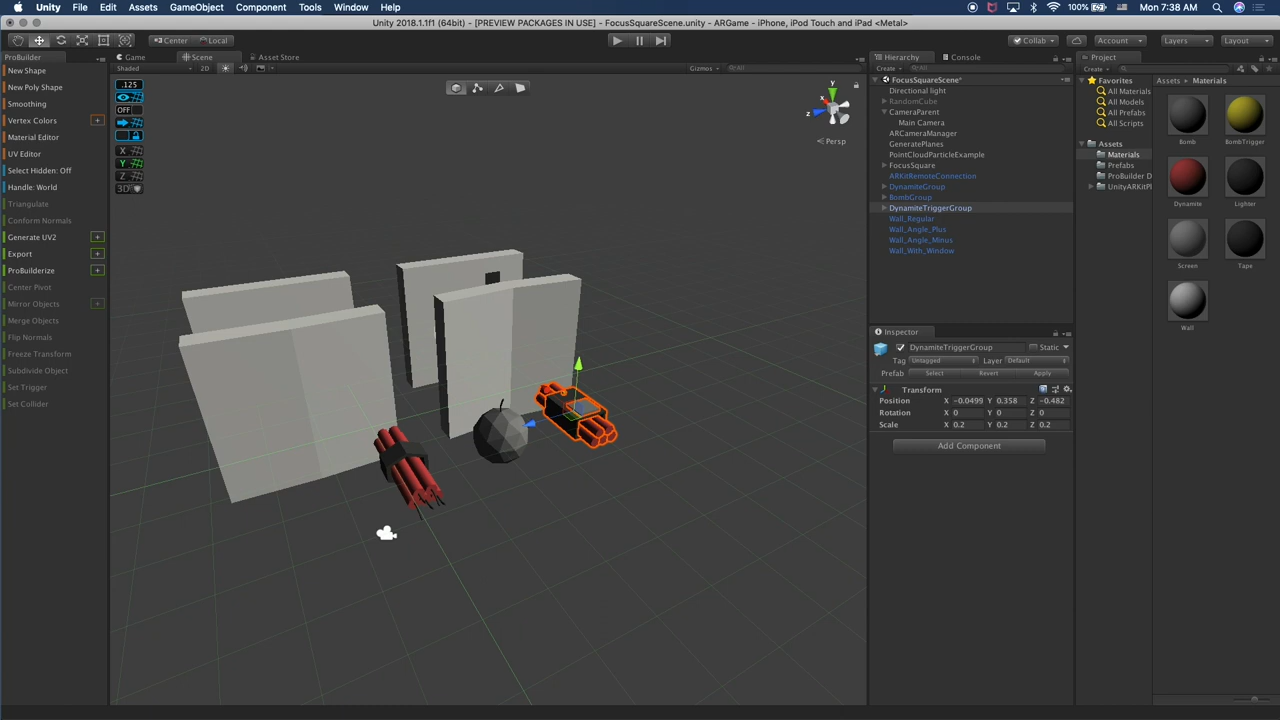 Unity File Edit Assets GameObject Component Tools Window Help 100% Mon 7:38 AM
Unity 2018.1.1f1 (64bit) - [PREVIEW PACKAGES IN USE] - FocusSquareScene.unity - ARGame - iPhone, iPod Touch and iPad <Metal>
Center Local Collab Account Layers Layout
ProBuilder
New Shape
New Poly Shape
Smoothing
Vertex Colors +
Material Editor
UV Editor
Select Hidden: Off
Handle: World
Triangulate
Conform Normals
Generate UV2 +
Export +
ProBuilderize +
Center Pivot
Mirror Objects +
Merge Objects
Flip Normals
Freeze Transform
Subdivide Object
Set Trigger
Set Collider
Game Scene Asset Store
Shaded 2D Gizmos All
.125
OFF
X
Y
Z
3D
y
x
z
Persp
Hierarchy Console
Create All
FocusSquareScene*
Directional light
RandomCube
CameraParent
Main Camera
ARCameraManager
GeneratePlanes
PointCloudParticleExample
FocusSquare
ARKitRemoteConnection
DynamiteGroup
BombGroup
DynamiteTriggerGroup
Wall_Regular
Wall_Angle_Plus
Wall_Angle_Minus
Wall_With_Window
Inspector
DynamiteTriggerGroup Static
Tag Untagged Layer Default
Prefab Select Revert Apply
Transform
Position X -0.0499 Y 0.358 Z -0.482
Rotation X 0 Y 0 Z 0
Scale X 0.2 Y 0.2 Z 0.2
Add Component
Project
Create
Favorites
All Materials
All Models
All Prefabs
All Scripts
Assets
Materials
Prefabs
ProBuilder D
UnityARKitPl
Assets Materials
Bomb BombTrigger
Dynamite Lighter
Screen Tape
Wall